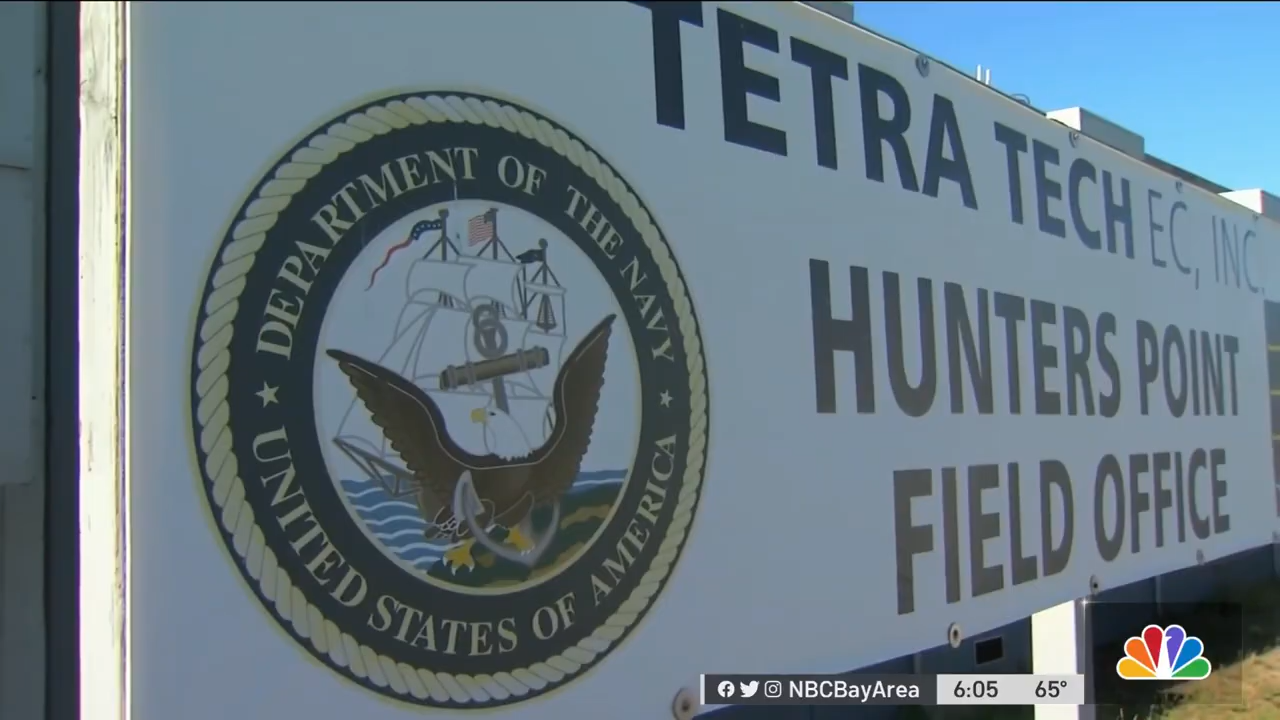 DEPARTMENT OF THE NAVY
UNITED STATES OF AMERICA
TETRA TECH EC, INC.
HUNTERS POINT
FIELD OFFICE
NBCBayArea 6:05 65°